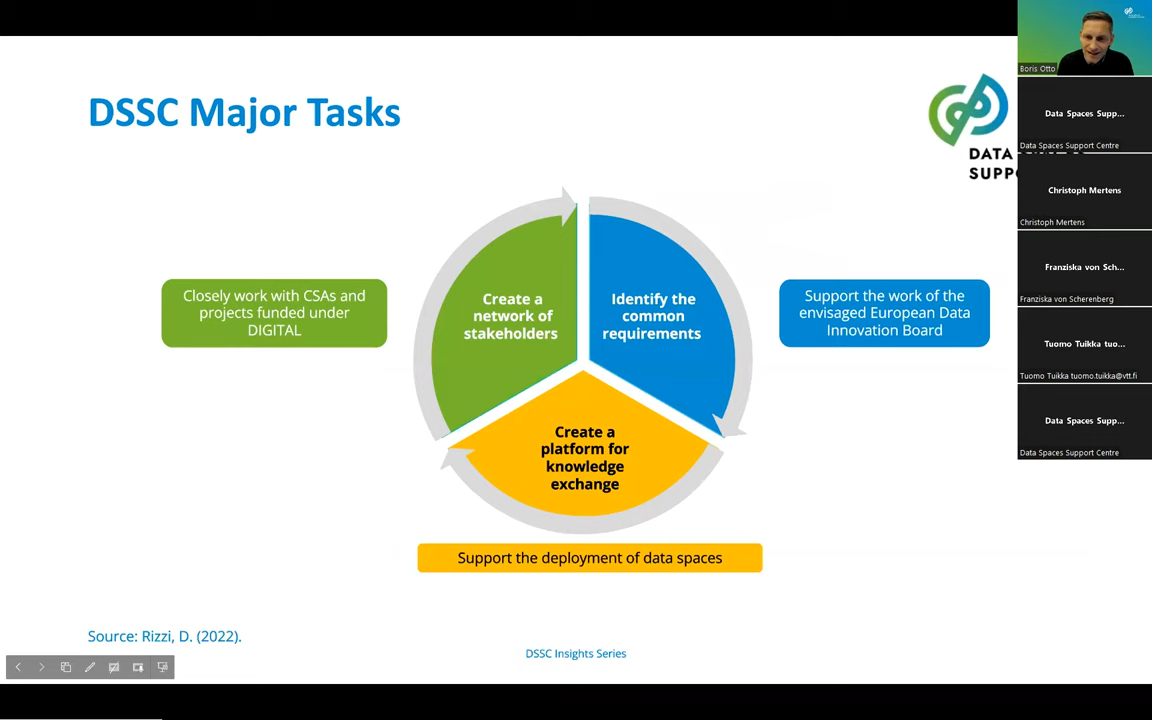 DSSC Major Tasks
DATA
SUPP
Closely work with CSAs and
projects funded under
DIGITAL
Create a
network of
stakeholders
Identify the
common
requirements
Support the work of the
envisaged European Data
Innovation Board
Create a
platform for
knowledge
exchange
Support the deployment of data spaces
Source: Rizzi, D. (2022).
DSSC Insights Series
Boris Otto
Data Spaces Supp...
Data Spaces Support Centre
Christoph Mertens
Christoph Mertens
Franziska von Sch...
Franziska von Scherenberg
Tuomo Tuikka tuo...
Tuomo Tuikka tuomo.tuikka@vtt.fi
Data Spaces Supp...
Data Spaces Support Centre